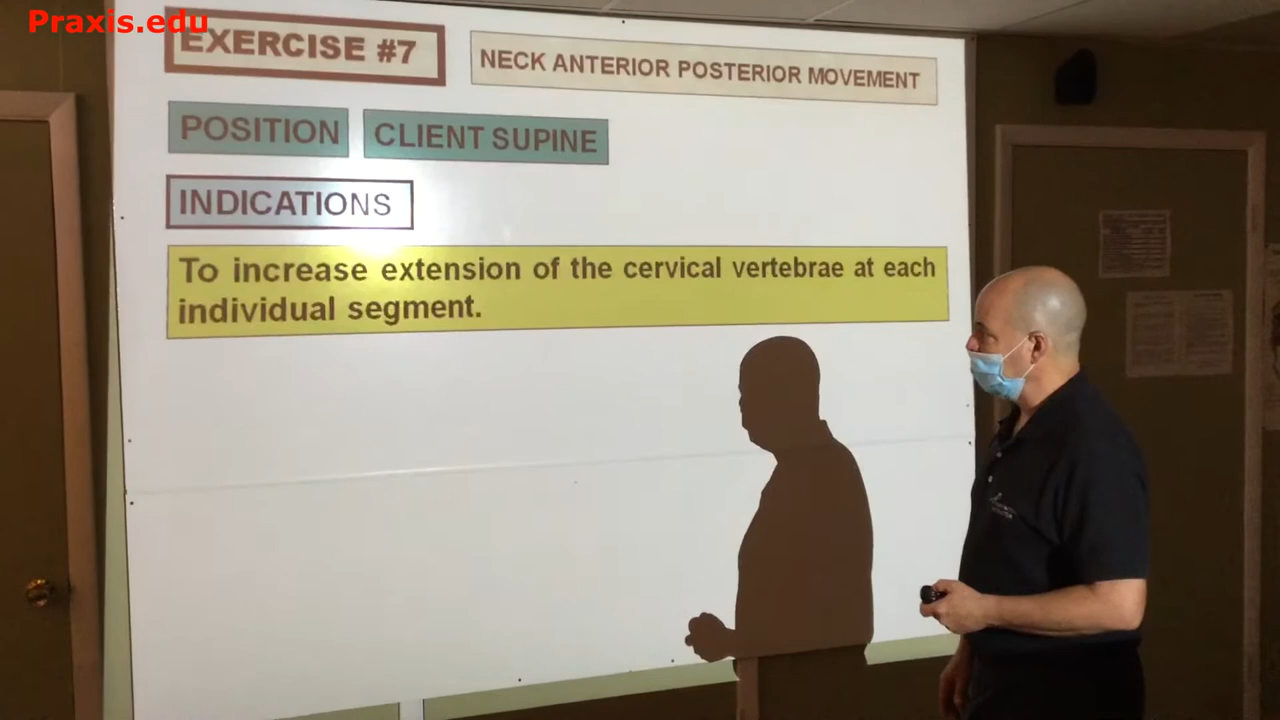 Praxis.edu
EXERCISE #7
NECK ANTERIOR POSTERIOR MOVEMENT
POSITION
CLIENT SUPINE
INDICATIONS
To increase extension of the cervical vertebrae at each
individual segment.